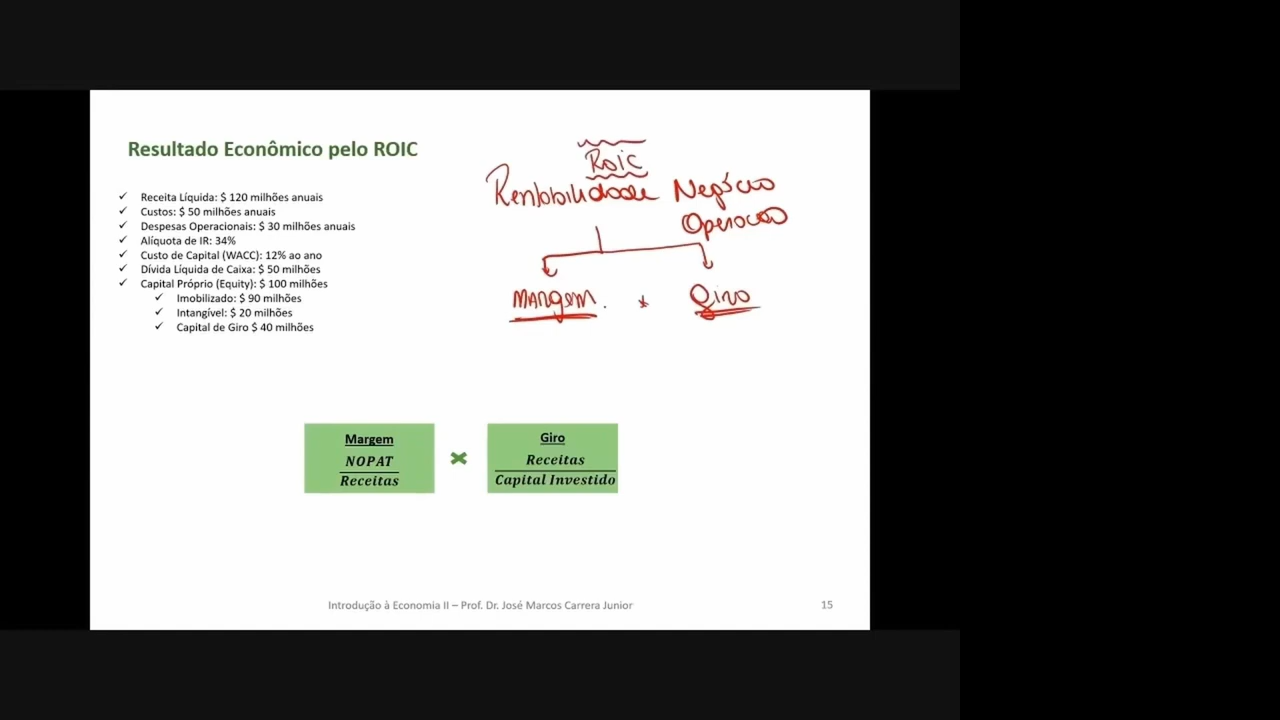 Resultado Econômico pelo ROIC
✓ Receita Líquida: $ 120 milhões anuais
✓ Custos: $ 50 milhões anuais
✓ Despesas Operacionais: $ 30 milhões anuais
✓ Alíquota de IR: 34%
✓ Custo de Capital (WACC): 12% ao ano
✓ Dívida Líquida de Caixa: $ 50 milhões
✓ Capital Próprio (Equity): $ 100 milhões
✓ Imobilizado: $ 90 milhões
✓ Intangível: $ 20 milhões
✓ Capital de Giro $ 40 milhões
Roic
Rentabilidade Negócio
Operacao
Margem. * Giro
Margem
NOPAT
Receitas
×
Giro
Receitas
Capital Investido
Introdução à Economia II – Prof. Dr. José Marcos Carrera Junior
15